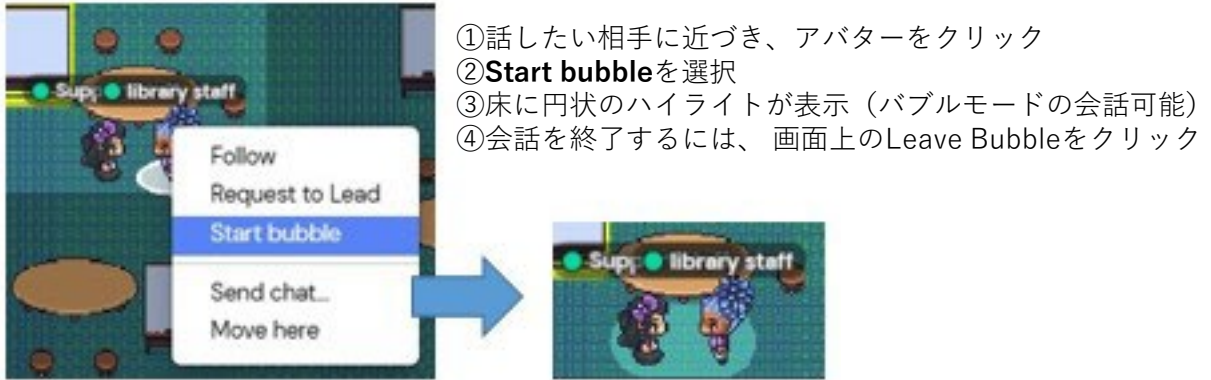 ①話したい相手に近づき、アバターをクリック
②Start bubbleを選択
③床に円状のハイライトが表示（バブルモードの会話可能）
④会話を終了するには、 画面上のLeave Bubbleをクリック
Supp library staff
Follow
Request to Lead
Start bubble
Send chat...
Move here
Supp library staff